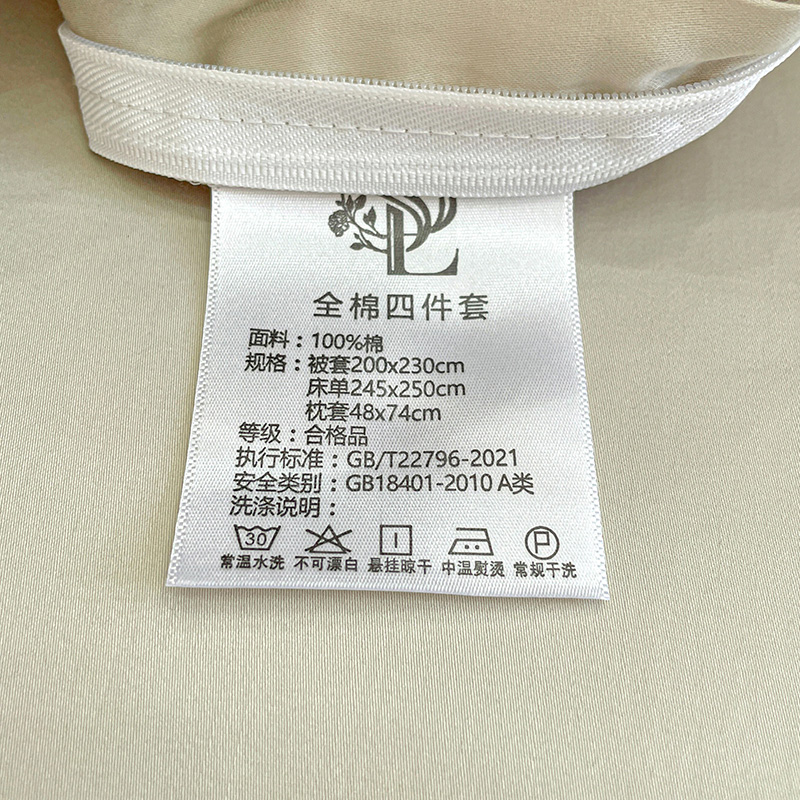 L
全棉四件套
面料：100%棉
规格：被套200x230cm
床单245x250cm
枕套48x74cm
等级：合格品
执行标准：GB/T22796-2021
安全类别：GB18401-2010 A类
洗涤说明：
30 P
常温水洗 不可漂白 悬挂晾干 中温熨烫 常规干洗